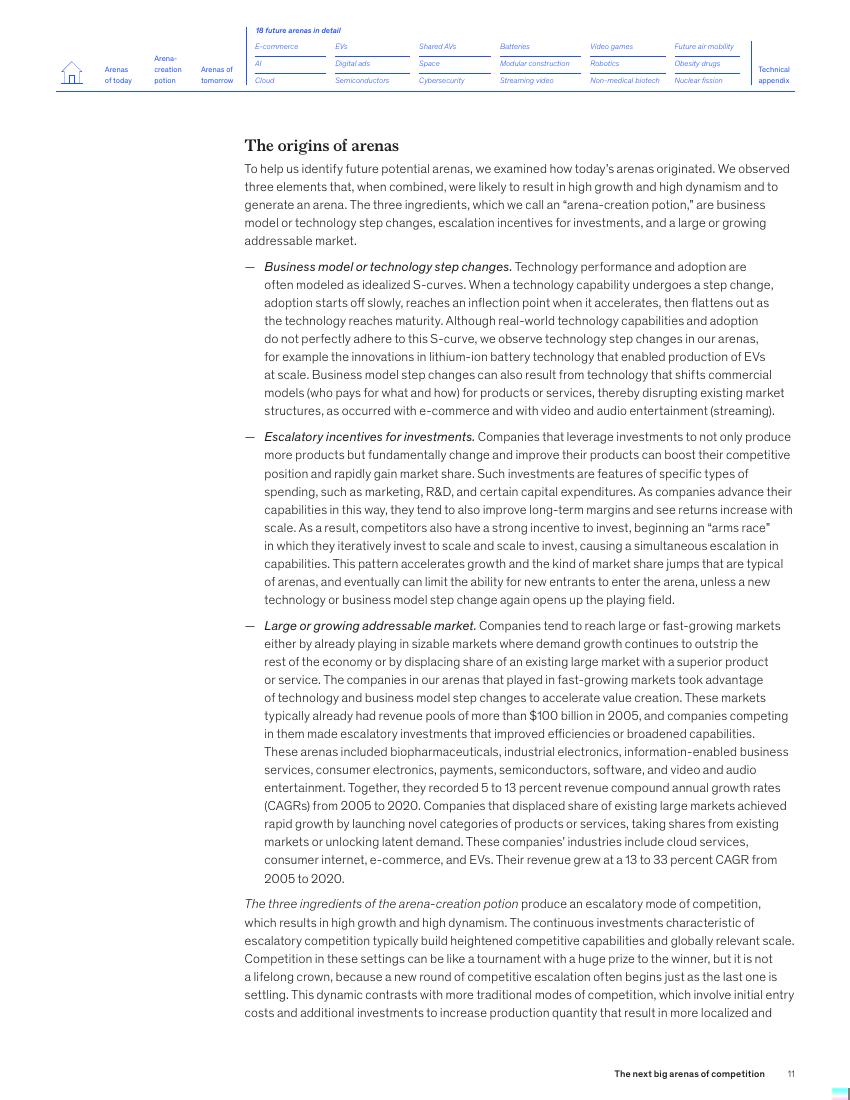 18 future arenas in detail
E-commerce EVs Shared AVs Batteries Video games Future air mobility
Arenas of today Arena-creation potion Arenas of tomorrow AI Digital ads Space Modular construction Robotics Obesity drugs Technical appendix
Cloud Semiconductors Cybersecurity Streaming video Non-medical biotech Nuclear fission
The origins of arenas
To help us identify future potential arenas, we examined how today’s arenas originated. We observed
three elements that, when combined, were likely to result in high growth and high dynamism and to
generate an arena. The three ingredients, which we call an “arena-creation potion,” are business
model or technology step changes, escalation incentives for investments, and a large or growing
addressable market.
— Business model or technology step changes. Technology performance and adoption are
often modeled as idealized S-curves. When a technology capability undergoes a step change,
adoption starts off slowly, reaches an inflection point when it accelerates, then flattens out as
the technology reaches maturity. Although real-world technology capabilities and adoption
do not perfectly adhere to this S-curve, we observe technology step changes in our arenas,
for example the innovations in lithium-ion battery technology that enabled production of EVs
at scale. Business model step changes can also result from technology that shifts commercial
models (who pays for what and how) for products or services, thereby disrupting existing market
structures, as occurred with e-commerce and with video and audio entertainment (streaming).
— Escalatory incentives for investments. Companies that leverage investments to not only produce
more products but fundamentally change and improve their products can boost their competitive
position and rapidly gain market share. Such investments are features of specific types of
spending, such as marketing, R&D, and certain capital expenditures. As companies advance their
capabilities in this way, they tend to also improve long-term margins and see returns increase with
scale. As a result, competitors also have a strong incentive to invest, beginning an “arms race”
in which they iteratively invest to scale and scale to invest, causing a simultaneous escalation in
capabilities. This pattern accelerates growth and the kind of market share jumps that are typical
of arenas, and eventually can limit the ability for new entrants to enter the arena, unless a new
technology or business model step change again opens up the playing field.
— Large or growing addressable market. Companies tend to reach large or fast-growing markets
either by already playing in sizable markets where demand growth continues to outstrip the
rest of the economy or by displacing share of an existing large market with a superior product
or service. The companies in our arenas that played in fast-growing markets took advantage
of technology and business model step changes to accelerate value creation. These markets
typically already had revenue pools of more than $100 billion in 2005, and companies competing
in them made escalatory investments that improved efficiencies or broadened capabilities.
These arenas included biopharmaceuticals, industrial electronics, information-enabled business
services, consumer electronics, payments, semiconductors, software, and video and audio
entertainment. Together, they recorded 5 to 13 percent revenue compound annual growth rates
(CAGRs) from 2005 to 2020. Companies that displaced share of existing large markets achieved
rapid growth by launching novel categories of products or services, taking shares from existing
markets or unlocking latent demand. These companies’ industries include cloud services,
consumer internet, e-commerce, and EVs. Their revenue grew at a 13 to 33 percent CAGR from
2005 to 2020.
The three ingredients of the arena-creation potion produce an escalatory mode of competition,
which results in high growth and high dynamism. The continuous investments characteristic of
escalatory competition typically build heightened competitive capabilities and globally relevant scale.
Competition in these settings can be like a tournament with a huge prize to the winner, but it is not
a lifelong crown, because a new round of competitive escalation often begins just as the last one is
settling. This dynamic contrasts with more traditional modes of competition, which involve initial entry
costs and additional investments to increase production quantity that result in more localized and
The next big arenas of competition 11